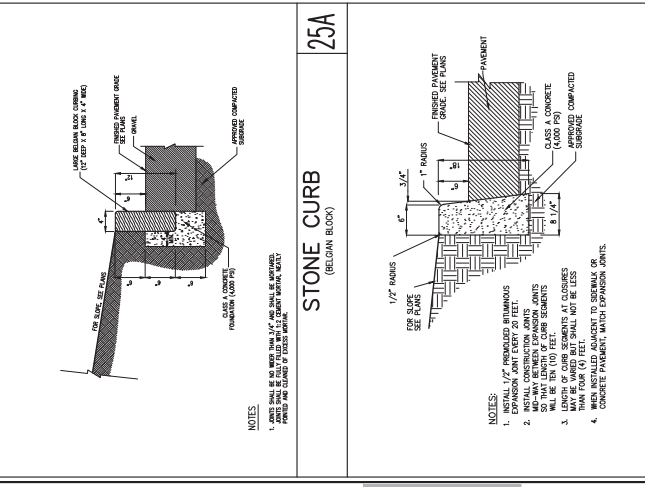 LARGE BELGIAN BLOCK CURBING
(12" DEEP X 8" LONG X 4" WIDE)
FINISHED PAVEMENT GRADE
SEE PLANS
GRAVEL
FOR SLOPE, SEE PLANS
4"
6"
12"
6"
6"
6"
APPROVED COMPACTED
SUBGRADE
CLASS A CONCRETE
FOUNDATION (4,000 PSI)
NOTES
1. JOINTS SHALL BE NO WIDER THAN 3/4" AND SHALL BE MORTARED.
JOINTS SHALL BE FULLY FILLED WITH 1:2 CEMENT MORTAR, NEATLY
POINTED AND CLEANED OF EXCESS MORTAR.
STONE CURB
(BELGIAN BLOCK)
25A
1/2" RADIUS
FOR SLOPE
SEE PLANS
6"
3/4"
1" RADIUS
FINISHED PAVEMENT
GRADE. SEE PLANS
PAVEMENT
6"
18"
8 1/4"
CLASS A CONCRETE
(4,000 PSI)
APPROVED COMPACTED
SUBGRADE
NOTES:
1. INSTALL 1/2" PREMOLDED BITUMINOUS
EXPANSION JOINT EVERY 20 FEET.
2. INSTALL CONSTRUCTION JOINTS
MID-WAY BETWEEN EXPANSION JOINTS
SO THAT LENGTH OF CURB SEGMENTS
WILL BE TEN (10) FEET.
3. LENGTH OF CURB SEGMENTS AT CLOSURES
MAY BE VARIED BUT SHALL NOT BE LESS
THAN FOUR (4) FEET.
4. WHEN INSTALLED ADJACENT TO SIDEWALK OR
CONCRETE PAVEMENT, MATCH EXPANSION JOINTS.